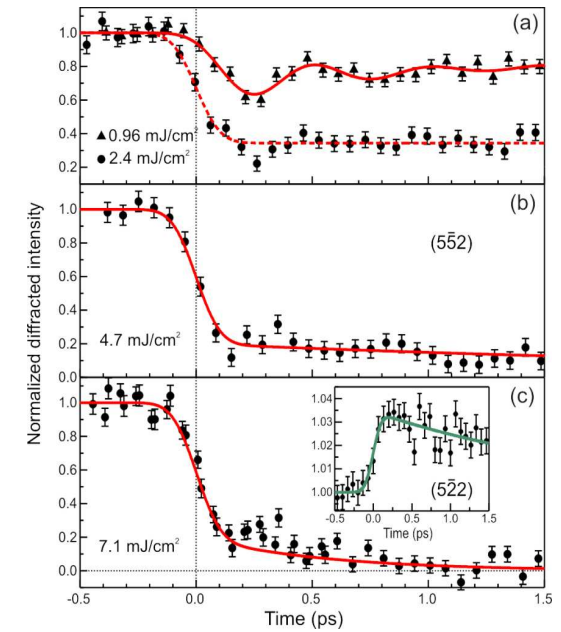 (a)
1.0
0.8
0.6
0.4
0.2
▲ 0.96 mJ/cm²
● 2.4 mJ/cm²
(b)
1.0
0.8
0.6
0.4
0.2
0.0
(55̄2)
4.7 mJ/cm²
Normalized diffracted intensity
(c)
1.0
0.8
0.6
0.4
0.2
0.0
7.1 mJ/cm²
1.04
1.03
1.02
1.01
1.00
(52̄2)
-0.5 0.0 0.5 1.0 1.5
Time (ps)
-0.5 0.0 0.5 1.0 1.5
Time (ps)